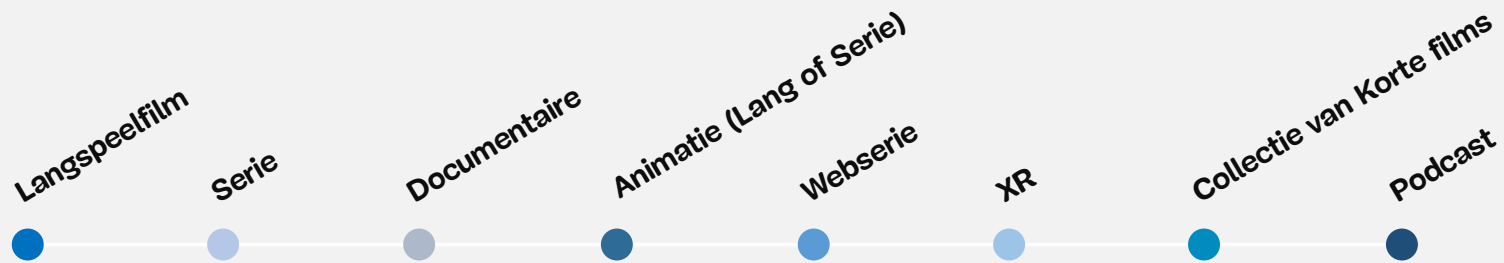 Langspeelfilm
Serie
Documentaire
Animatie (Lang of Serie)
Webserie
XR
Collectie van Korte films
Podcast